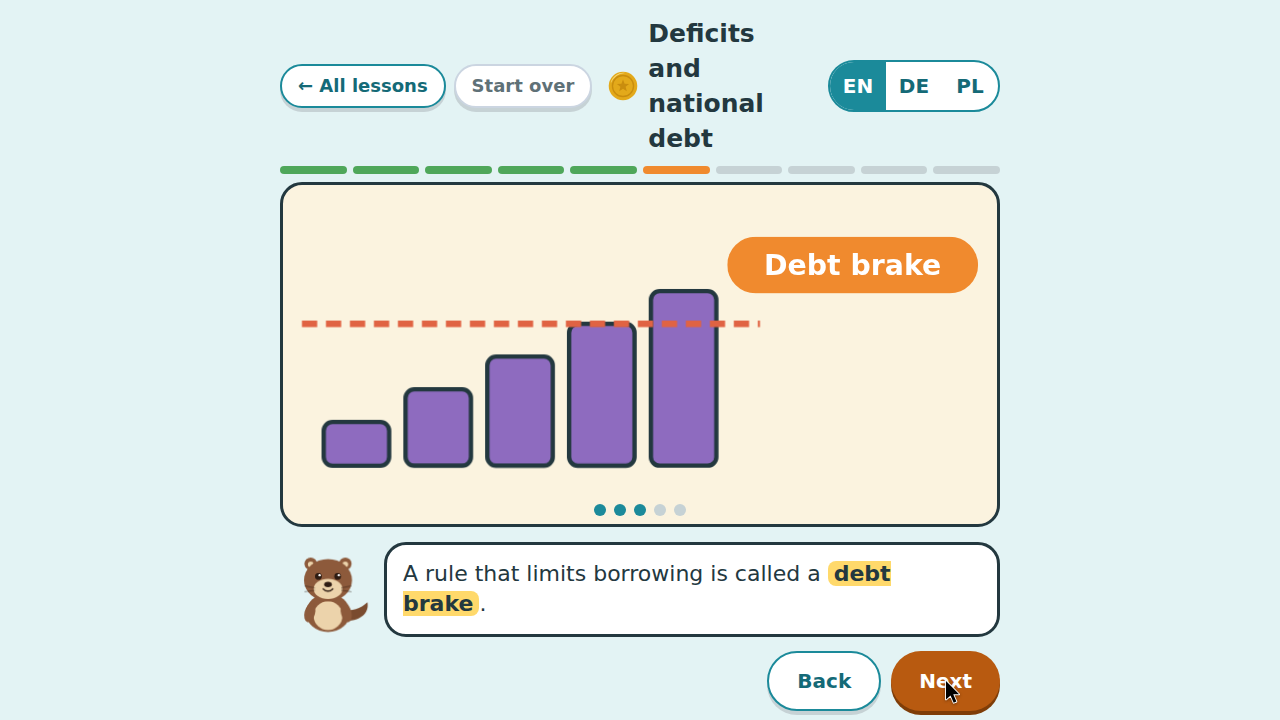 ← All lessons
Start over
Deficits
and
national
debt
EN
DE
PL
Debt brake
A rule that limits borrowing is called a debt
brake.
Back
Next